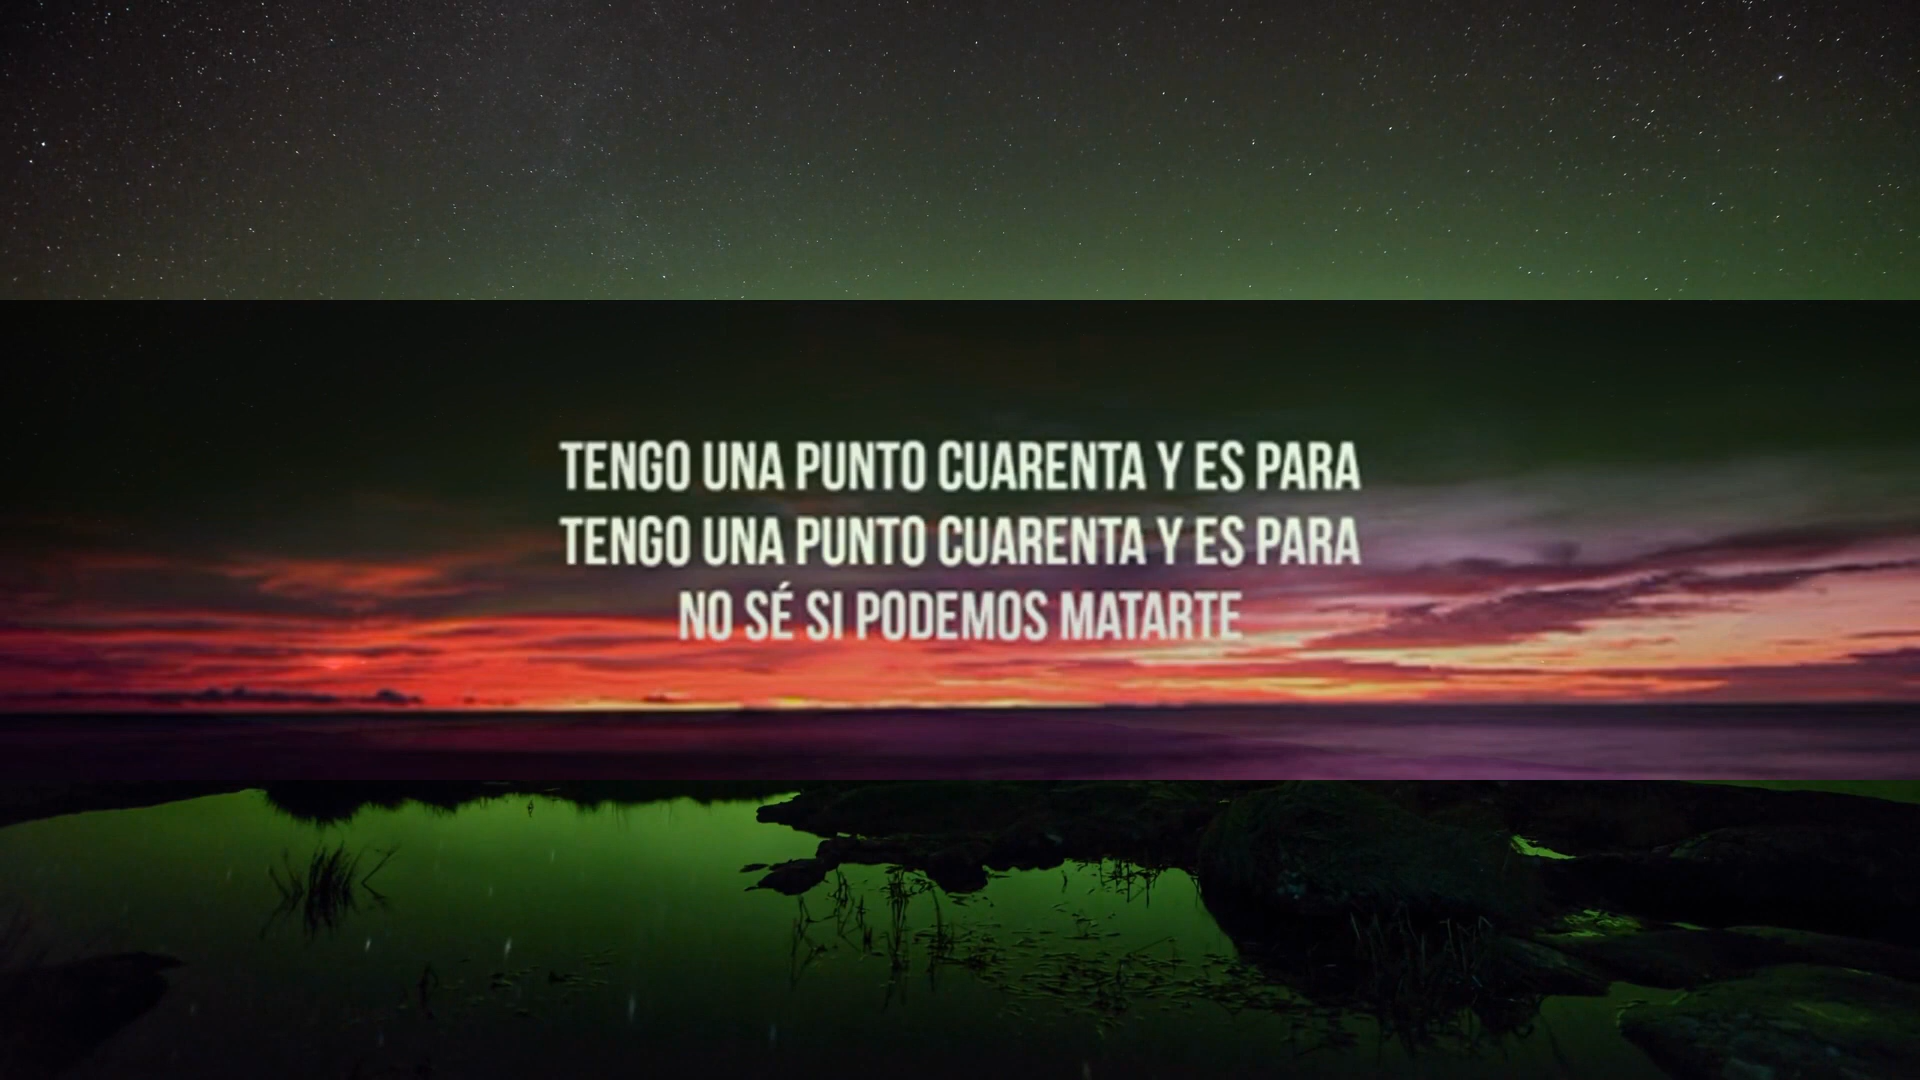 TENGO UNA PUNTO CUARENTA Y ES PARA
TENGO UNA PUNTO CUARENTA Y ES PARA
NO SÉ SI PODEMOS MATARTE